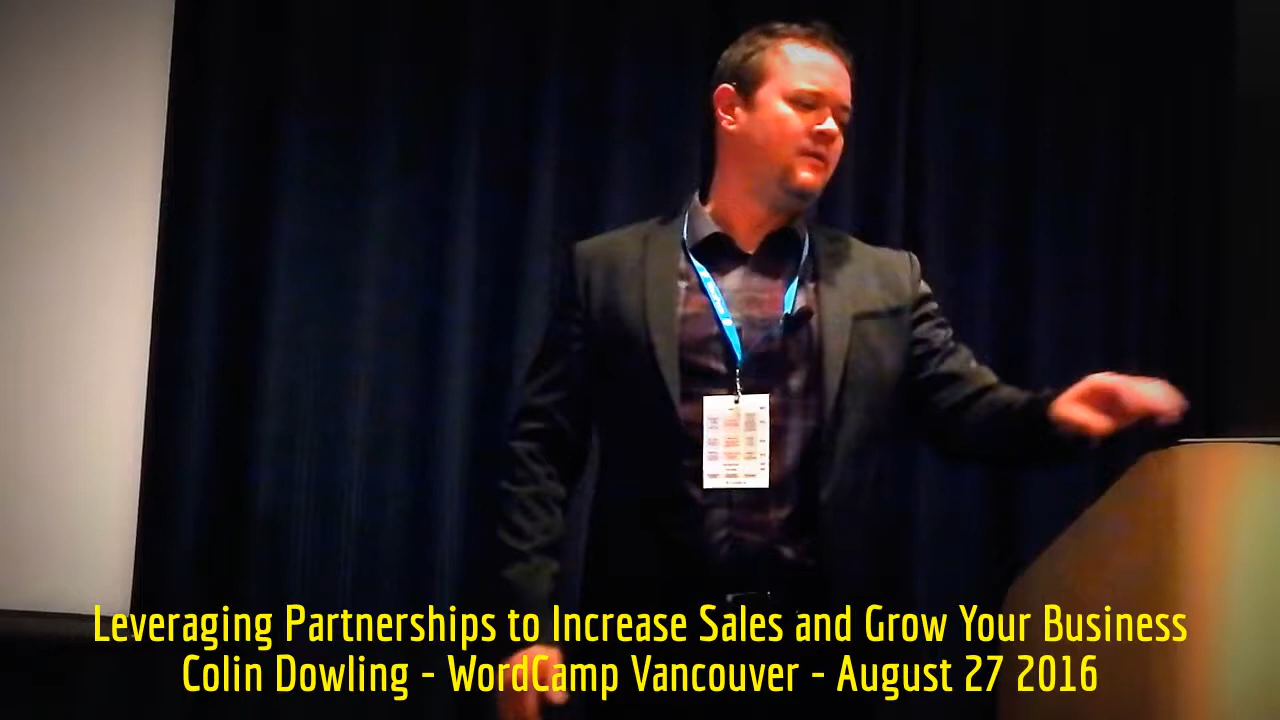 Leveraging Partnerships to Increase Sales and Grow Your Business
Colin Dowling - WordCamp Vancouver - August 27 2016